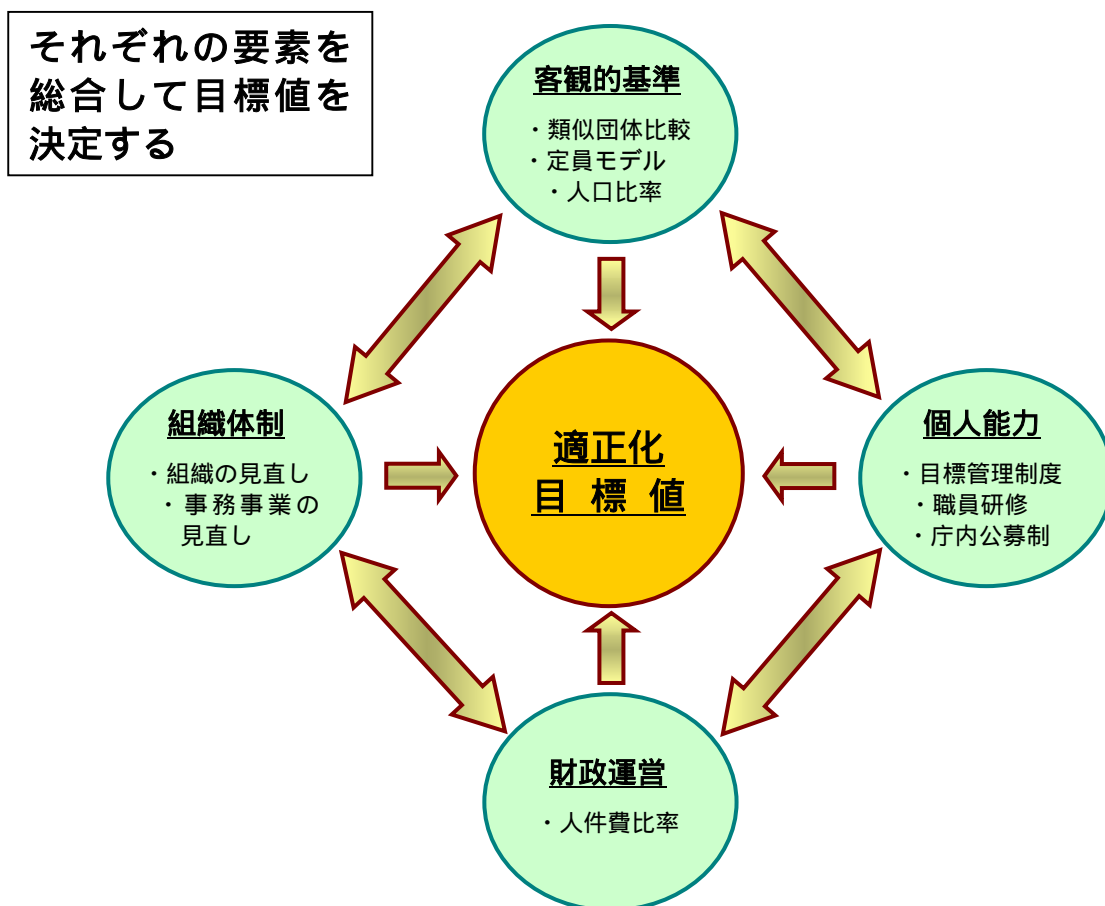 それぞれの要素を
総合して目標値を
決定する
客観的基準
・類似団体比較
・定員モデル
・人口比率
組織体制
・組織の見直し
・事務事業の
見直し
適正化
目 標 値
個人能力
・目標管理制度
・職員研修
・庁内公募制
財政運営
・人件費比率